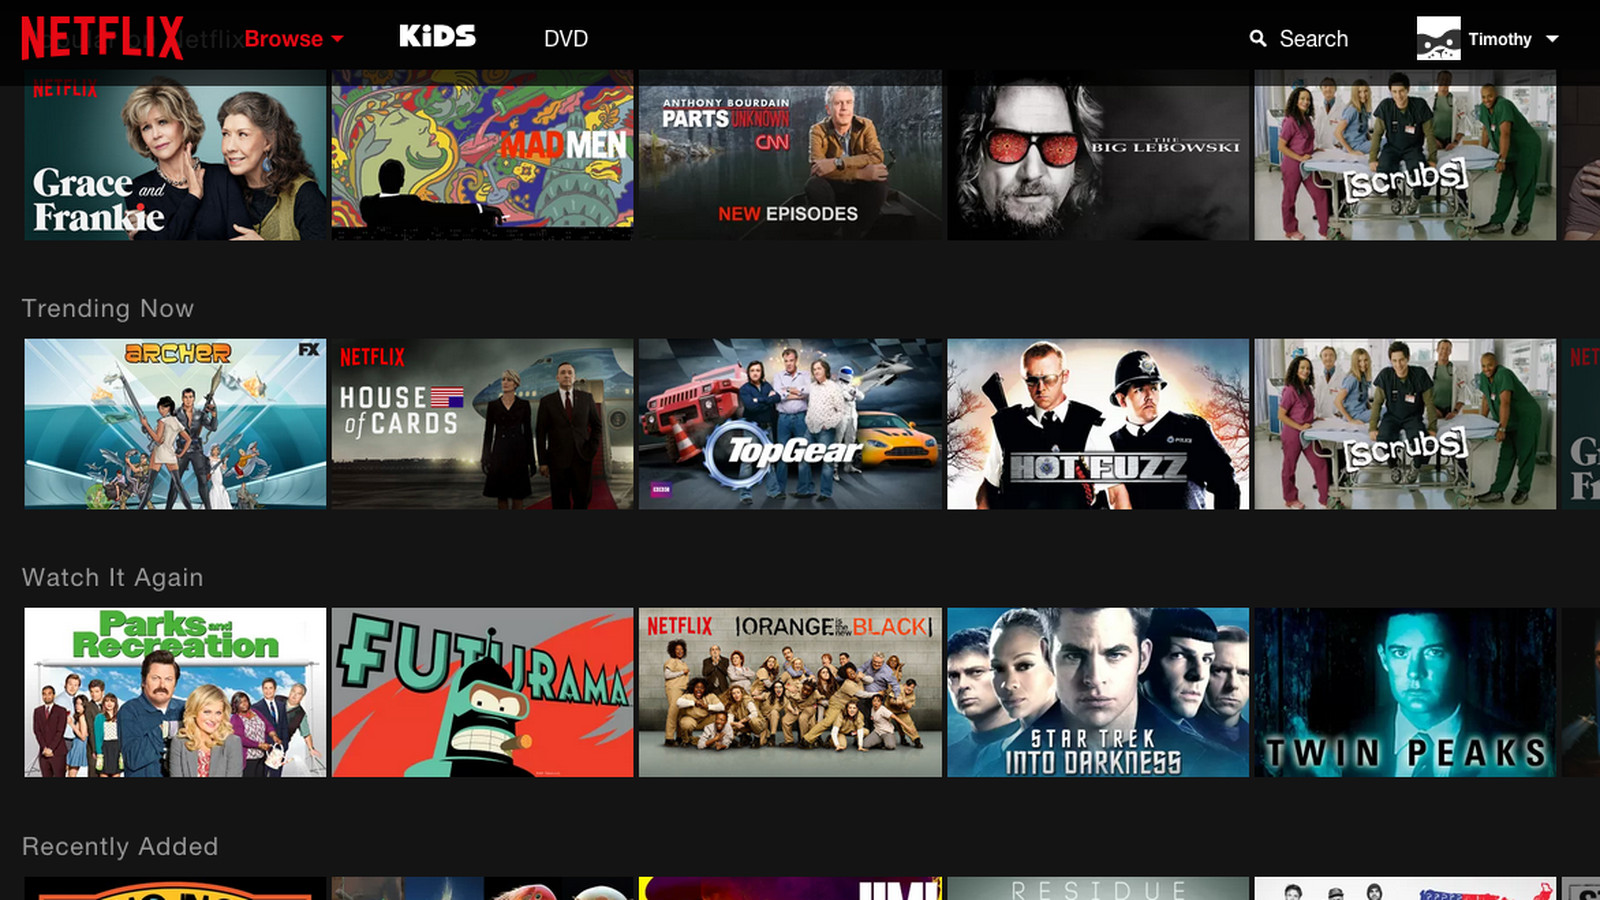 NETFLIX
Browse
KiDS
DVD
Search
Timothy
NETFLIX
Grace and
Frankie
MAD MEN
ANTHONY BOURDAIN
PARTS UNKNOWN
CNN
NEW EPISODES
THE
BIG LEBOWSKI
[scrubs]
Trending Now
ARCHER
FX
NETFLIX
HOUSE
of CARDS
TopGear
BBC
HOT FUZZ
POLICE
[scrubs]
NET
G
F
Watch It Again
Parks and
Recreation
FUTURAMA
NETFLIX
ORANGE is the new BLACK
STAR TREK
INTO DARKNESS
TWIN PEAKS
Recently Added
RESIDUE